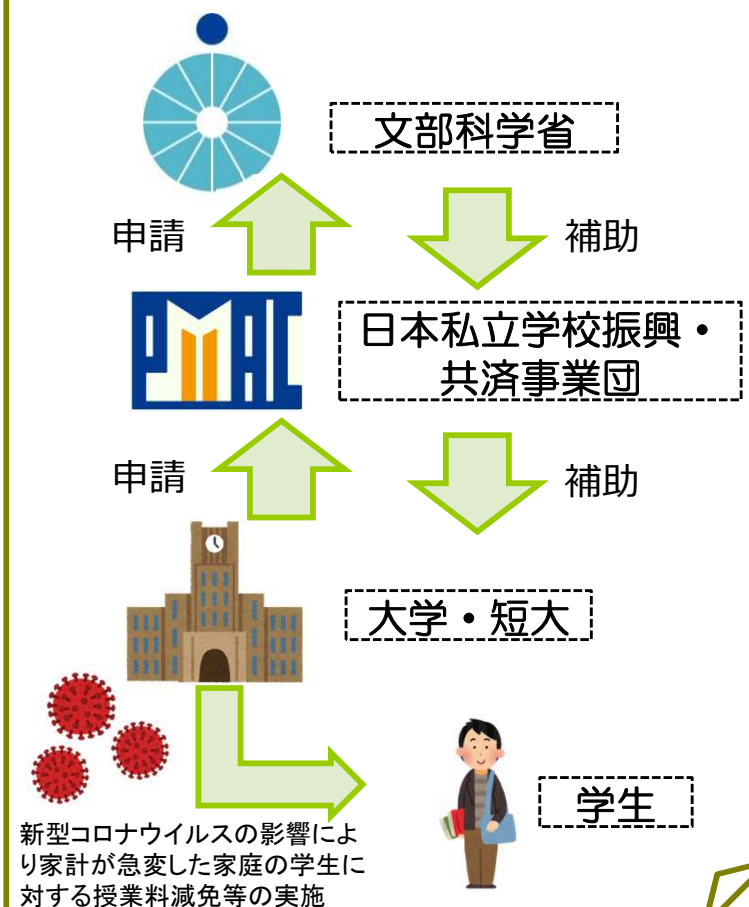 文部科学省
申請
補助
PMAC
日本私立学校振興・
共済事業団
申請
補助
大学・短大
学生
新型コロナウイルスの影響によ
り家計が急変した家庭の学生に
対する授業料減免等の実施